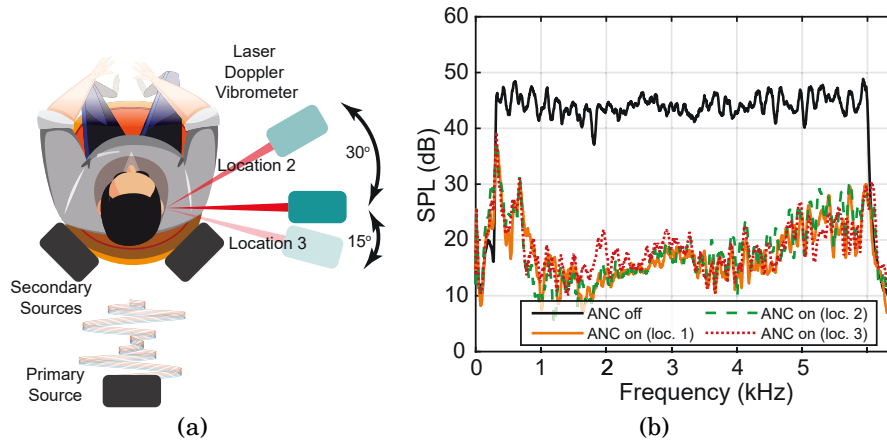 Laser
Doppler
Vibrometer
Location 2
30°
Location 3
15°
Secondary
Sources
Primary
Source
(a)
60
50
40
30
20
10
0
SPL (dB)
ANC off
ANC on (loc. 1)
ANC on (loc. 2)
ANC on (loc. 3)
0 1 2 3 4 5 6
Frequency (kHz)
(b)